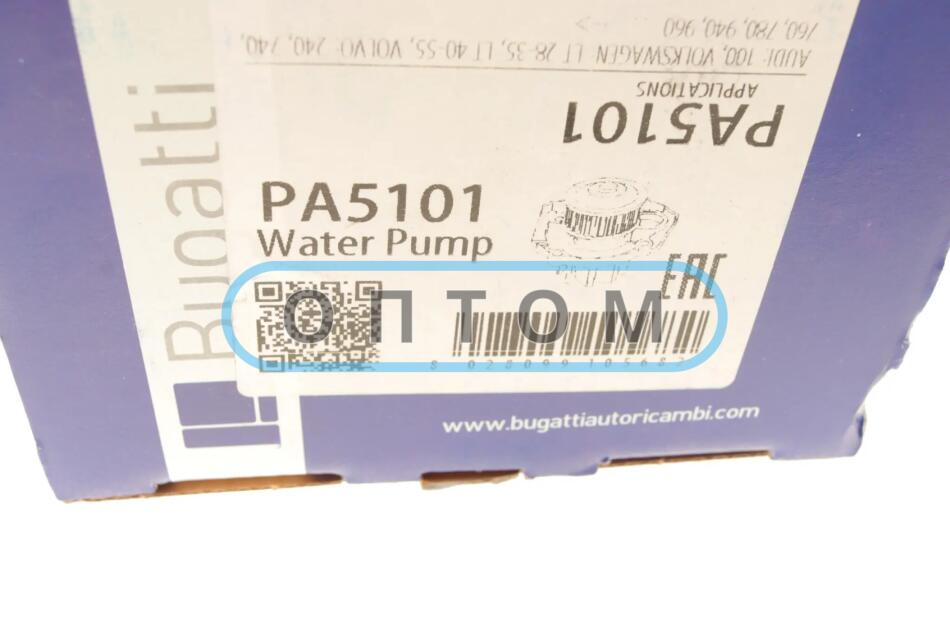 AUDI: 100, VOLKSWAGEN: LT 28-35, LT 40-55, VOLVO: 240, 740,
760, 780, 940, 960
APPLICATIONS
PA5101
PA5101
Water Pump
EAC
ОПТОМ
Bugatti
www.bugattiautoricambi.com